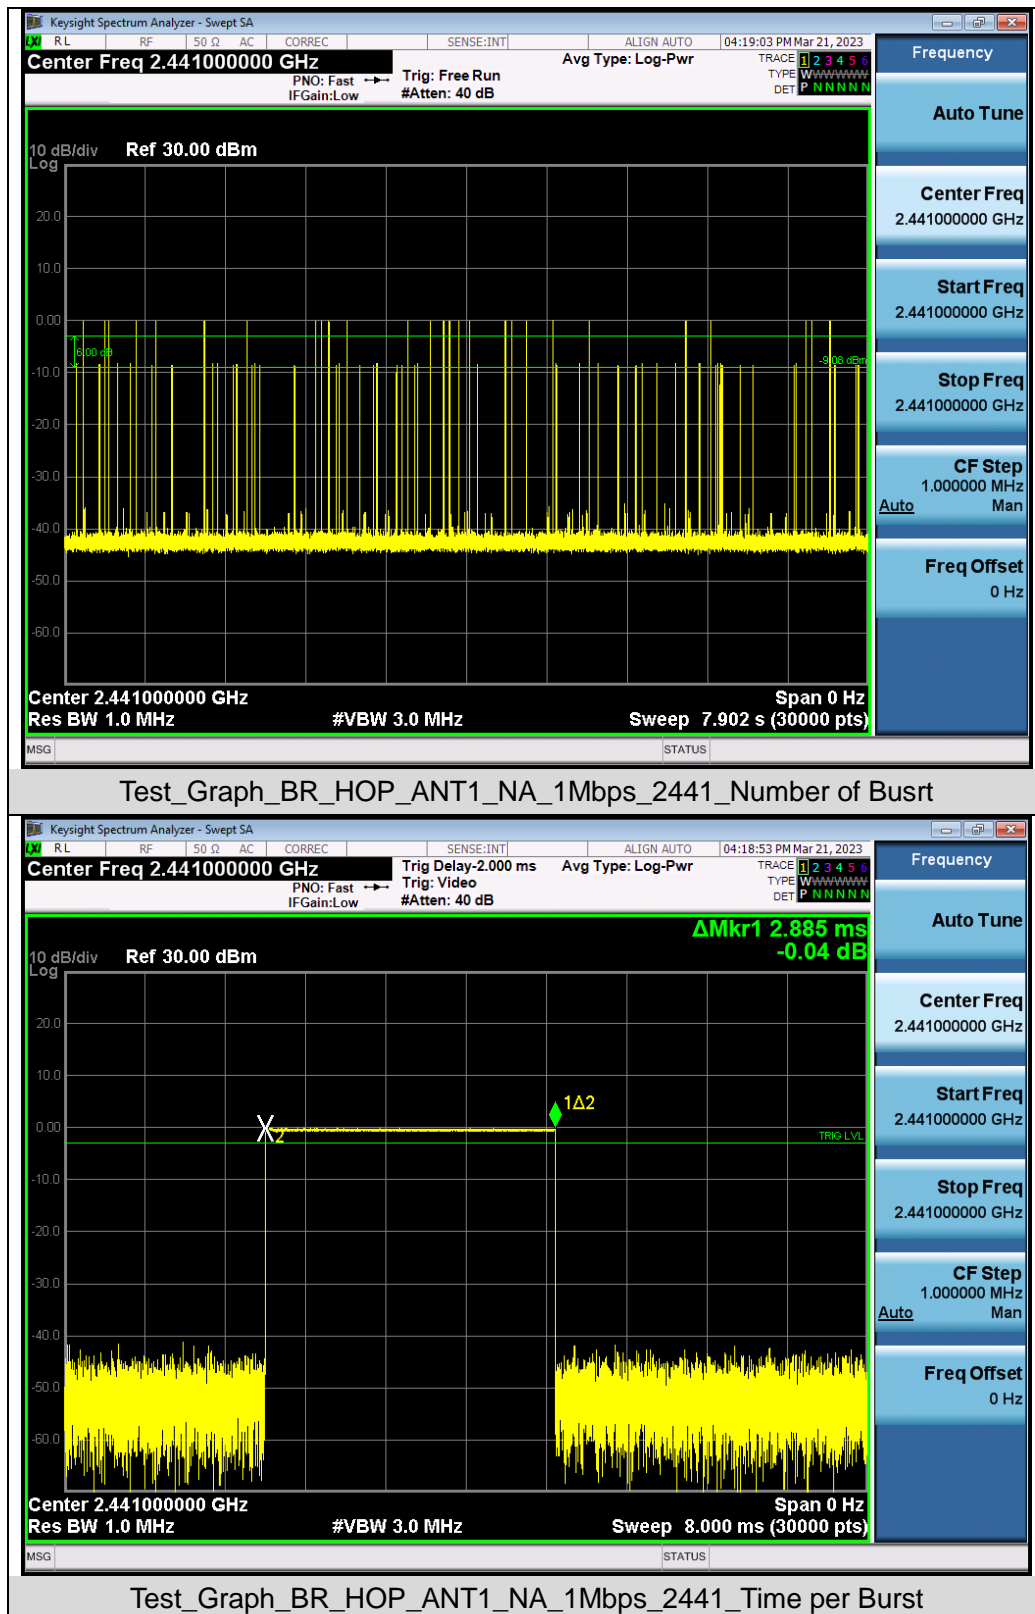 Keysight Spectrum Analyzer - Swept SA
LXI RL RF 50 Ω AC CORREC SENSE:INT ALIGN AUTO 04:19:03 PM Mar 21, 2023
Center Freq 2.441000000 GHz
PNO: Fast
IFGain:Low
Trig: Free Run
#Atten: 40 dB
Avg Type: Log-Pwr
TRACE 1 2 3 4 5 6
TYPE WWWWWW
DET P N N N N N
Frequency
Auto Tune
Center Freq
2.441000000 GHz
Start Freq
2.441000000 GHz
Stop Freq
2.441000000 GHz
CF Step
1.000000 MHz
Auto Man
Freq Offset
0 Hz
10 dB/div Ref 30.00 dBm
Log
20.0
10.0
0.00
6.00 dB
-9.08 dBm
-10.0
-20.0
-30.0
-40.0
-50.0
-60.0
Center 2.441000000 GHz Span 0 Hz
Res BW 1.0 MHz #VBW 3.0 MHz Sweep 7.902 s (30000 pts)
MSG STATUS
Test_Graph_BR_HOP_ANT1_NA_1Mbps_2441_Number of Busrt
Keysight Spectrum Analyzer - Swept SA
LXI RL RF 50 Ω AC CORREC SENSE:INT ALIGN AUTO 04:18:53 PM Mar 21, 2023
Center Freq 2.441000000 GHz
PNO: Fast
IFGain:Low
Trig Delay-2.000 ms
Trig: Video
#Atten: 40 dB
Avg Type: Log-Pwr
TRACE 1 2 3 4 5 6
TYPE WWWWWW
DET P N N N N N
Frequency
Auto Tune
Center Freq
2.441000000 GHz
Start Freq
2.441000000 GHz
Stop Freq
2.441000000 GHz
CF Step
1.000000 MHz
Auto Man
Freq Offset
0 Hz
ΔMkr1 2.885 ms
-0.04 dB
10 dB/div Ref 30.00 dBm
Log
20.0
10.0
0.00
1Δ2
2
TRIG LVL
-10.0
-20.0
-30.0
-40.0
-50.0
-60.0
Center 2.441000000 GHz Span 0 Hz
Res BW 1.0 MHz #VBW 3.0 MHz Sweep 8.000 ms (30000 pts)
MSG STATUS
Test_Graph_BR_HOP_ANT1_NA_1Mbps_2441_Time per Burst